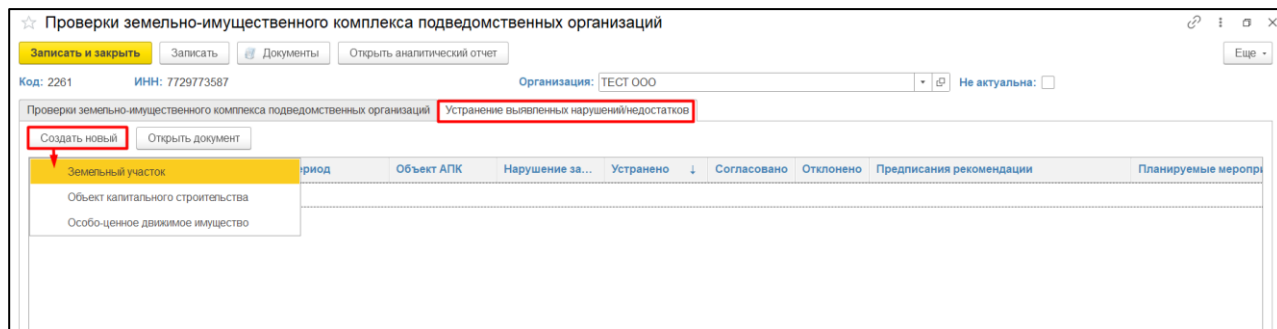 Проверки земельно-имущественного комплекса подведомственных организаций
Записать и закрыть Записать Документы Открыть аналитический отчет Еще
Код: 2261 ИНН: 7729773587 Организация: ТЕСТ ООО Не актуальна:
Проверки земельно-имущественного комплекса подведомственных организаций Устранение выявленных нарушений/недостатков
Создать новый Открыть документ
Земельный участок ериод Объект АПК Нарушение за... Устранено ↓ Согласовано Отклонено Предписания рекомендации Планируемые меропри
Объект капитального строительства
Особо-ценное движимое имущество